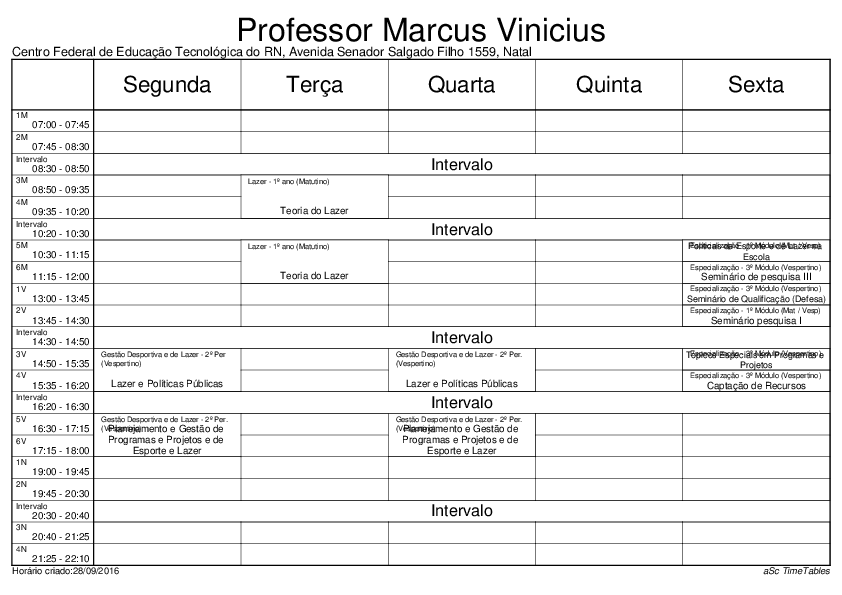 Professor Marcus Vinicius
Centro Federal de Educação Tecnológica do RN, Avenida Senador Salgado Filho 1559, Natal
Segunda Terça Quarta Quinta Sexta
1M
07:00 - 07:45
2M
07:45 - 08:30
Intervalo
08:30 - 08:50
Intervalo
3M
08:50 - 09:35
Lazer - 1º ano (Matutino)
4M
09:35 - 10:20
Teoria do Lazer
Intervalo
10:20 - 10:30
Intervalo
5M
10:30 - 11:15
Lazer - 1º ano (Matutino)
Políticas de Esporte e de Lazer na
Escola
6M
11:15 - 12:00
Teoria do Lazer
Especialização - 3º Módulo (Vespertino)
Seminário de pesquisa III
1V
13:00 - 13:45
Especialização - 3º Módulo (Vespertino)
Seminário de Qualificação (Defesa)
2V
13:45 - 14:30
Especialização - 1º Módulo (Mat / Vesp)
Seminário pesquisa I
Intervalo
14:30 - 14:50
Intervalo
3V
14:50 - 15:35
Gestão Desportiva e de Lazer - 2º Per
(Vespertino)
Gestão Desportiva e de Lazer - 2º Per.
(Vespertino)
Tópicos Especiais em Programas e
Projetos
4V
15:35 - 16:20
Lazer e Políticas Públicas
Lazer e Políticas Públicas
Especialização - 3º Módulo (Vespertino)
Captação de Recursos
Intervalo
16:20 - 16:30
Intervalo
5V
16:30 - 17:15
Gestão Desportiva e de Lazer - 2º Per.
Planejamento e Gestão de
Programas e Projetos e de
Esporte e Lazer
Gestão Desportiva e de Lazer - 2º Per.
Planejamento e Gestão de
Programas e Projetos e de
Esporte e Lazer
6V
17:15 - 18:00
1N
19:00 - 19:45
2N
19:45 - 20:30
Intervalo
20:30 - 20:40
Intervalo
3N
20:40 - 21:25
4N
21:25 - 22:10
Horário criado:28/09/2016
aSc TimeTables